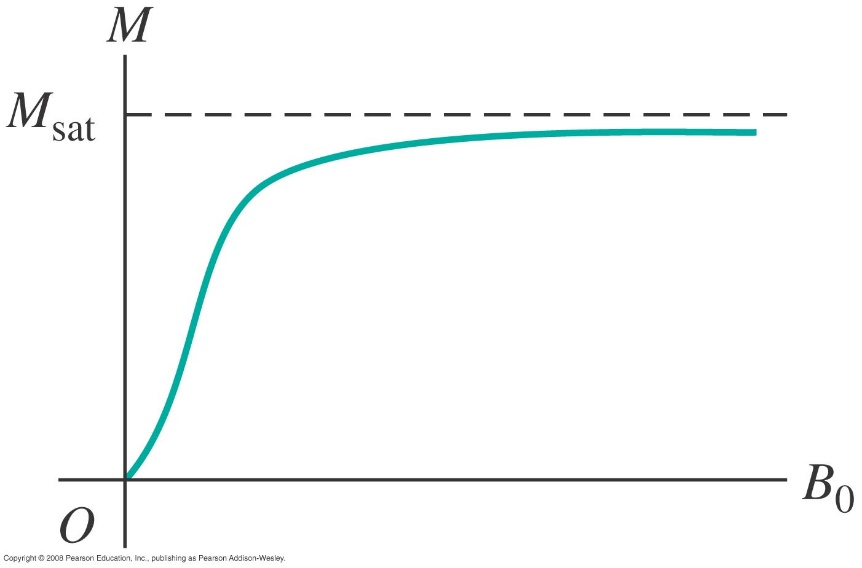 M
M_sat
B_0
O
Copyright © 2008 Pearson Education, Inc., publishing as Pearson Addison-Wesley.